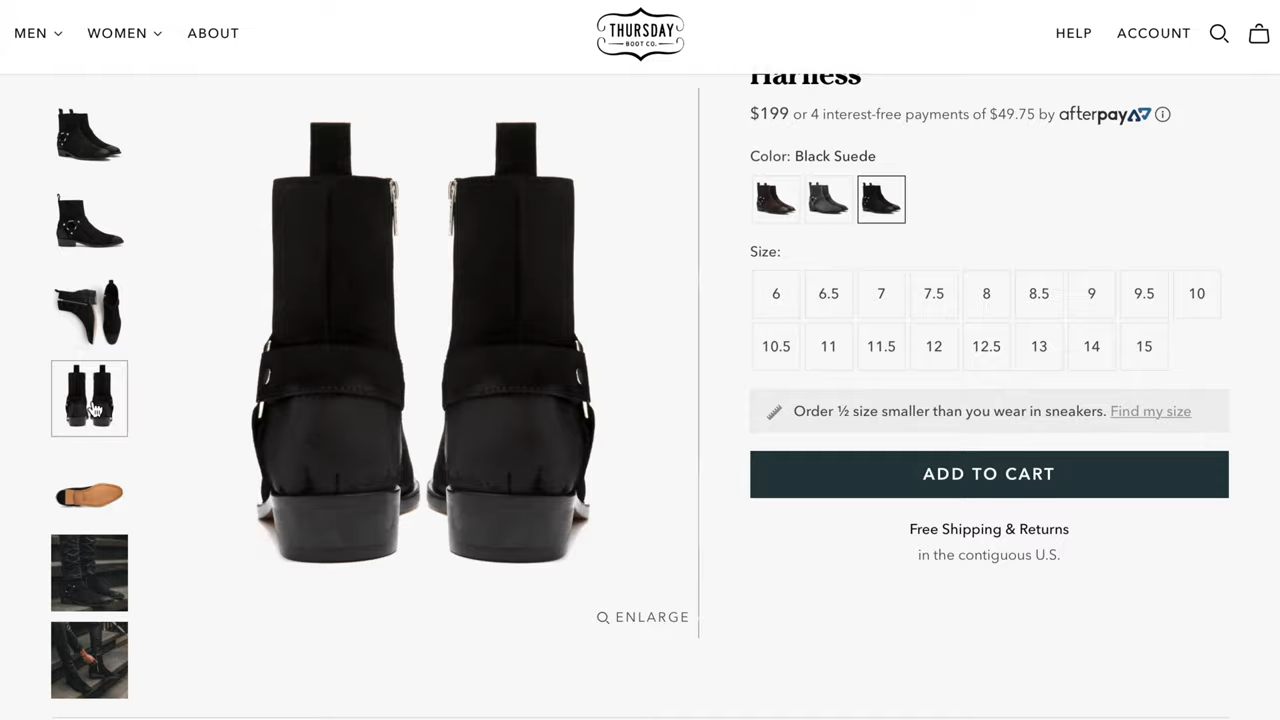 MEN
WOMEN
ABOUT
THURSDAY
BOOT CO.
HELP
ACCOUNT
Harness
$199 or 4 interest-free payments of $49.75 by afterpay
Color: Black Suede
Size:
6 6.5 7 7.5 8 8.5 9 9.5 10
10.5 11 11.5 12 12.5 13 14 15
Order ½ size smaller than you wear in sneakers. Find my size
ADD TO CART
Free Shipping & Returns
in the contiguous U.S.
ENLARGE